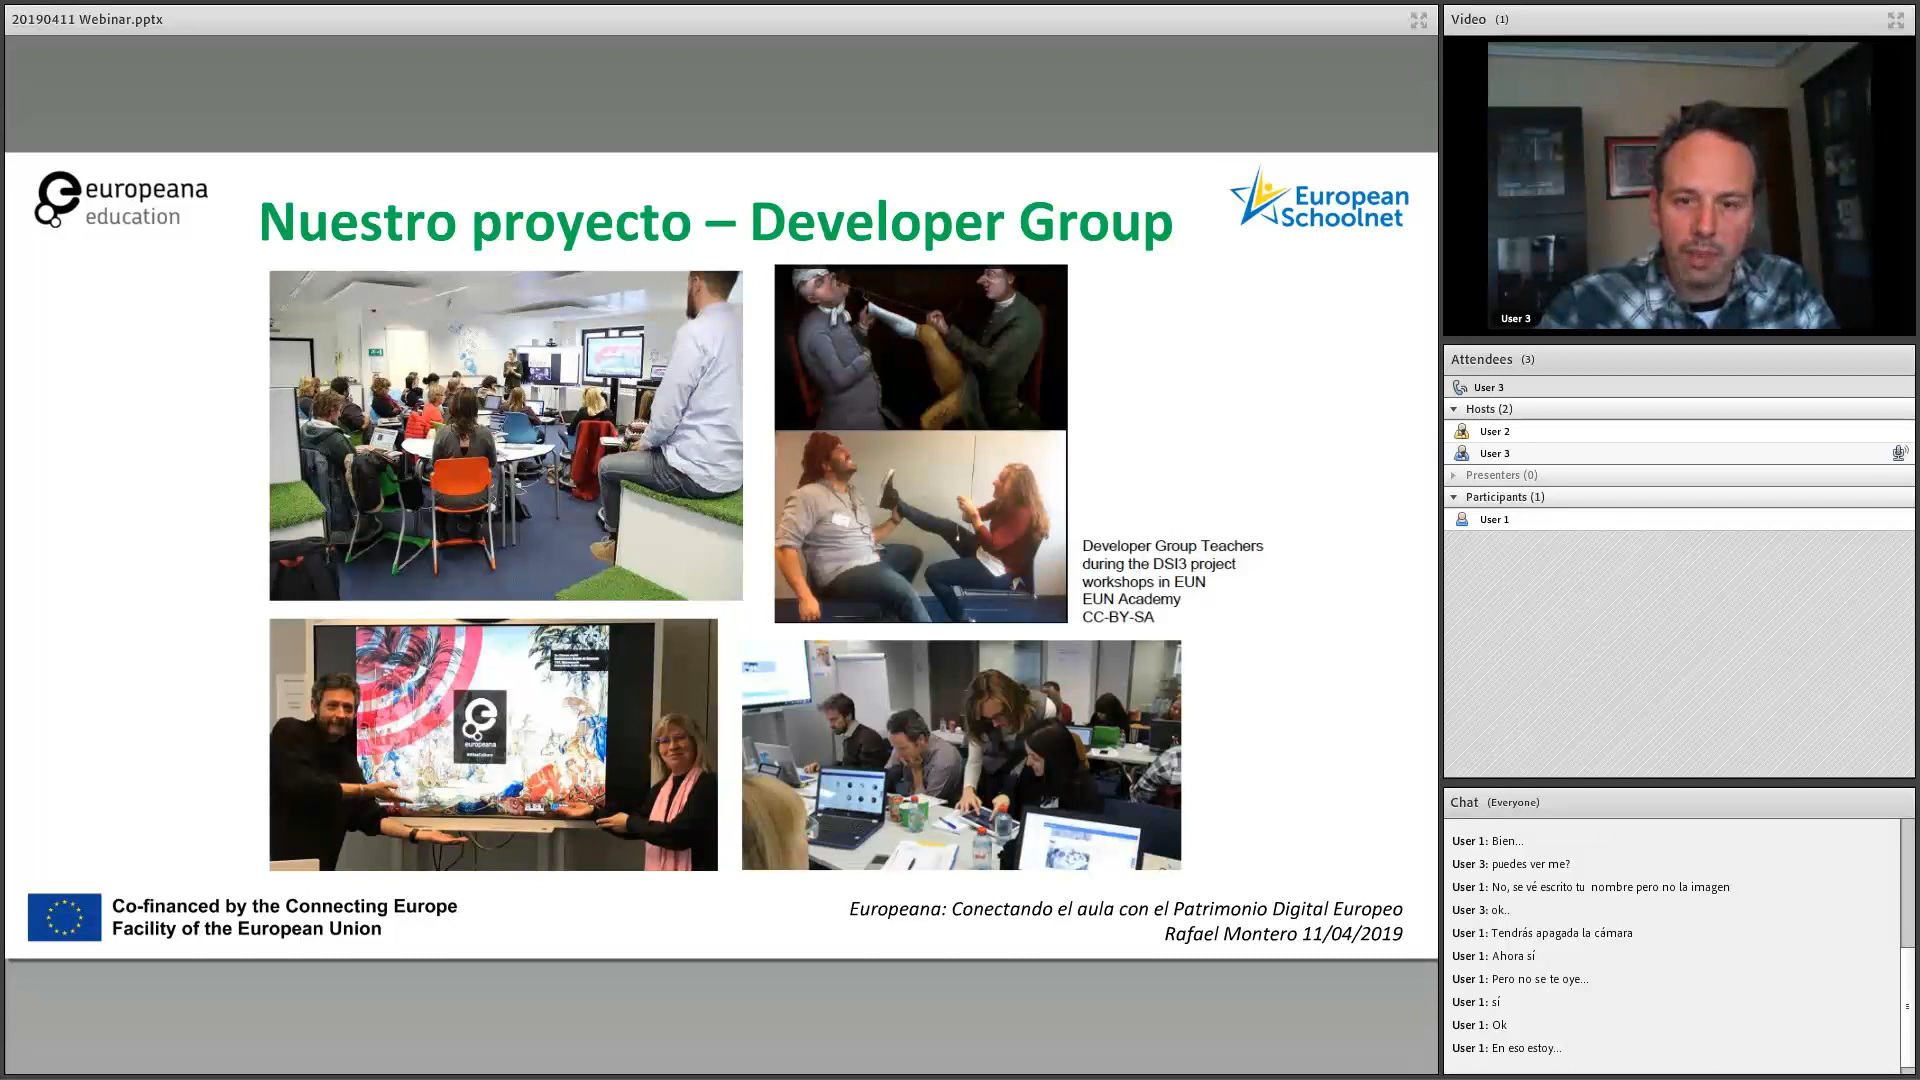 20190411 Webinar.pptx
europeana
education
Nuestro proyecto – Developer Group
European
Schoolnet
europeana
Developer Group Teachers
during the DSI3 project
workshops in EUN
EUN Academy
CC-BY-SA
Co-financed by the Connecting Europe
Facility of the European Union
Europeana: Conectando el aula con el Patrimonio Digital Europeo
Rafael Montero 11/04/2019
Video (1)
User 3
Attendees (3)
User 3
Hosts (2)
User 2
User 3
Presenters (0)
Participants (1)
User 1
Chat (Everyone)
User 1: Bien...
User 3: puedes ver me?
User 1: No, se vé escrito tu nombre pero no la imagen
User 3: ok..
User 1: Tendrás apagada la cámara
User 1: Ahora sí
User 1: Pero no se te oye...
User 1: sí
User 1: Ok
User 1: En eso estoy...